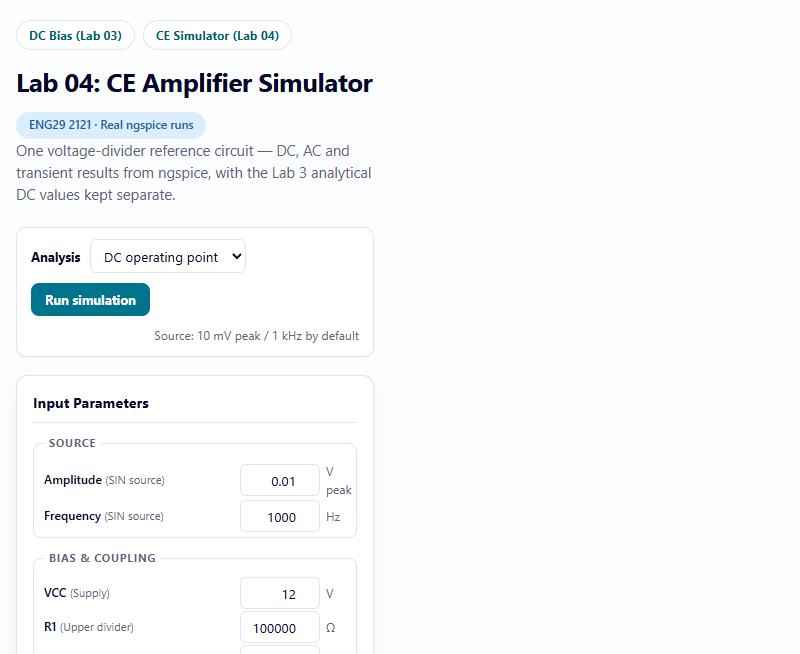 DC Bias (Lab 03) CE Simulator (Lab 04)
Lab 04: CE Amplifier Simulator
ENG29 2121 · Real ngspice runs
One voltage-divider reference circuit — DC, AC and
transient results from ngspice, with the Lab 3 analytical
DC values kept separate.
Analysis DC operating point
Run simulation
Source: 10 mV peak / 1 kHz by default
Input Parameters
SOURCE
Amplitude (SIN source) 0.01 V peak
Frequency (SIN source) 1000 Hz
BIAS & COUPLING
VCC (Supply) 12 V
R1 (Upper divider) 100000 Ω